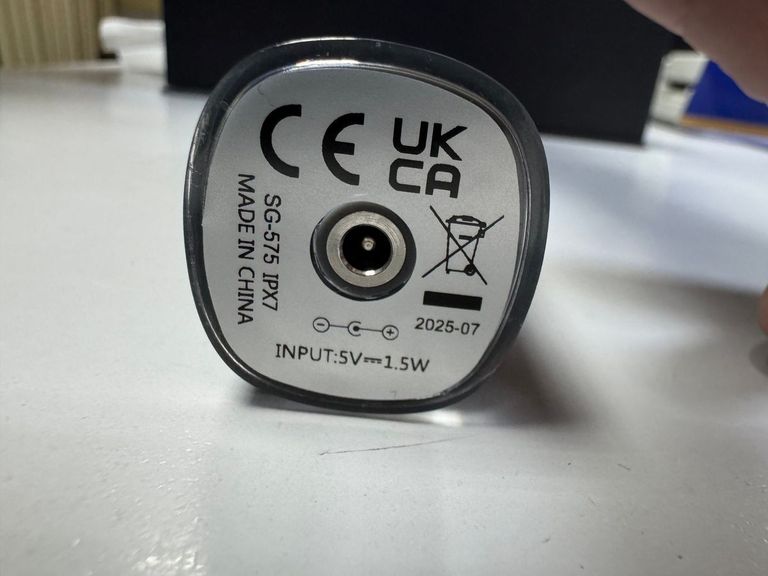 CE
UK
CA
SG-575 IPX7
MADE IN CHINA
2025-07
INPUT:5V⎓1.5W